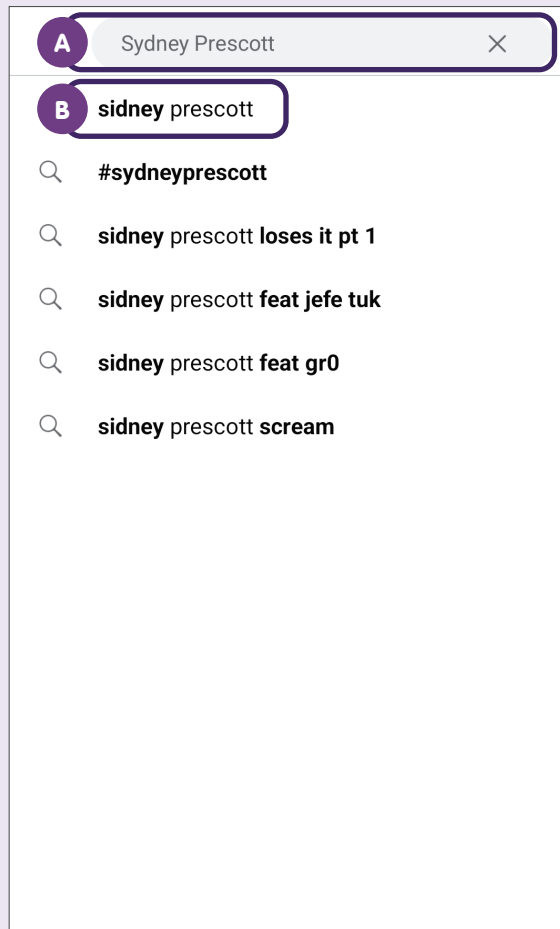 A Sydney Prescott
B sidney prescott
#sydneyprescott
sidney prescott loses it pt 1
sidney prescott feat jefe tuk
sidney prescott feat gr0
sidney prescott scream